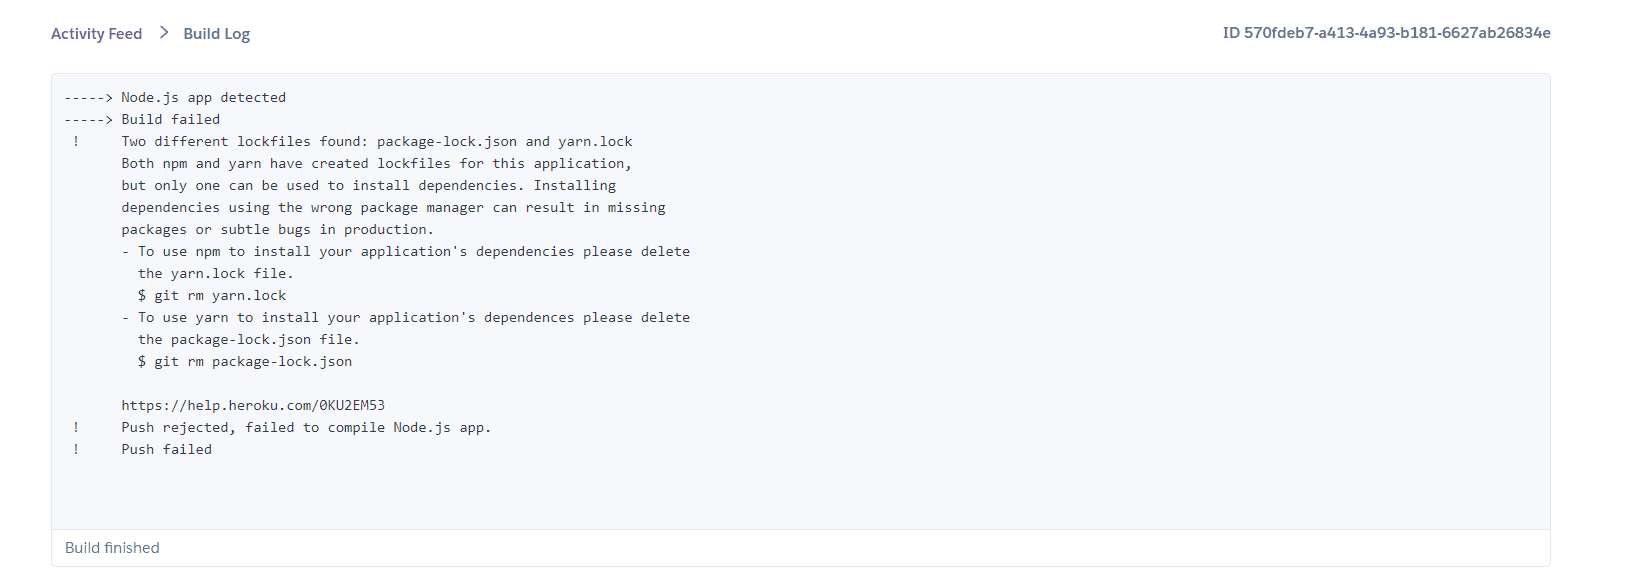 Activity Feed > Build Log
ID 570fdeb7-a413-4a93-b181-6627ab26834e
-----> Node.js app detected
-----> Build failed
! Two different lockfiles found: package-lock.json and yarn.lock
Both npm and yarn have created lockfiles for this application,
but only one can be used to install dependencies. Installing
dependencies using the wrong package manager can result in missing
packages or subtle bugs in production.
- To use npm to install your application's dependencies please delete
the yarn.lock file.
$ git rm yarn.lock
- To use yarn to install your application's dependences please delete
the package-lock.json file.
$ git rm package-lock.json
https://help.heroku.com/0KU2EM53
! Push rejected, failed to compile Node.js app.
! Push failed
Build finished